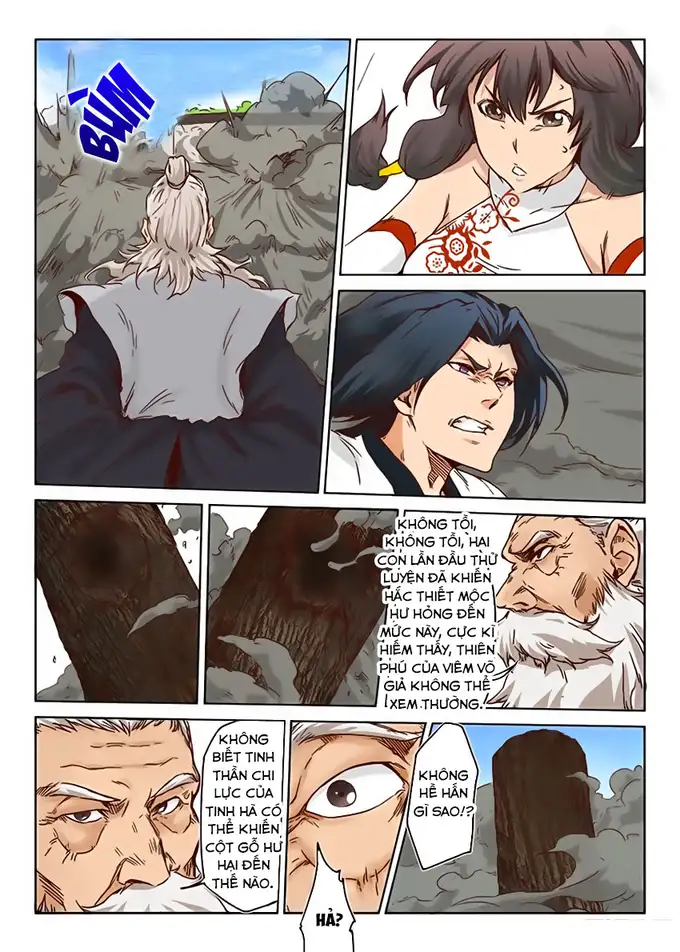 BÙM
KHÔNG TỒI,
KHÔNG TỒI, HAI
CON LẦN ĐẦU THỬ
LUYỆN ĐÃ KHIẾN
HẮC THIẾT MỘC
HƯ HỎNG ĐẾN
MỨC NÀY, CỰC KÌ
HIẾM THẤY, THIÊN
PHÚ CỦA VIÊM VÕ
GIẢ KHÔNG THỂ
XEM THƯỜNG.
KHÔNG
BIẾT TINH
THẦN CHI
LỰC CỦA
TINH HÀ CÓ
THỂ KHIẾN
CỘT GỖ HƯ
HẠI ĐẾN
THẾ NÀO.
HẢ?
KHÔNG
HỀ HẤN
GÌ SAO!?